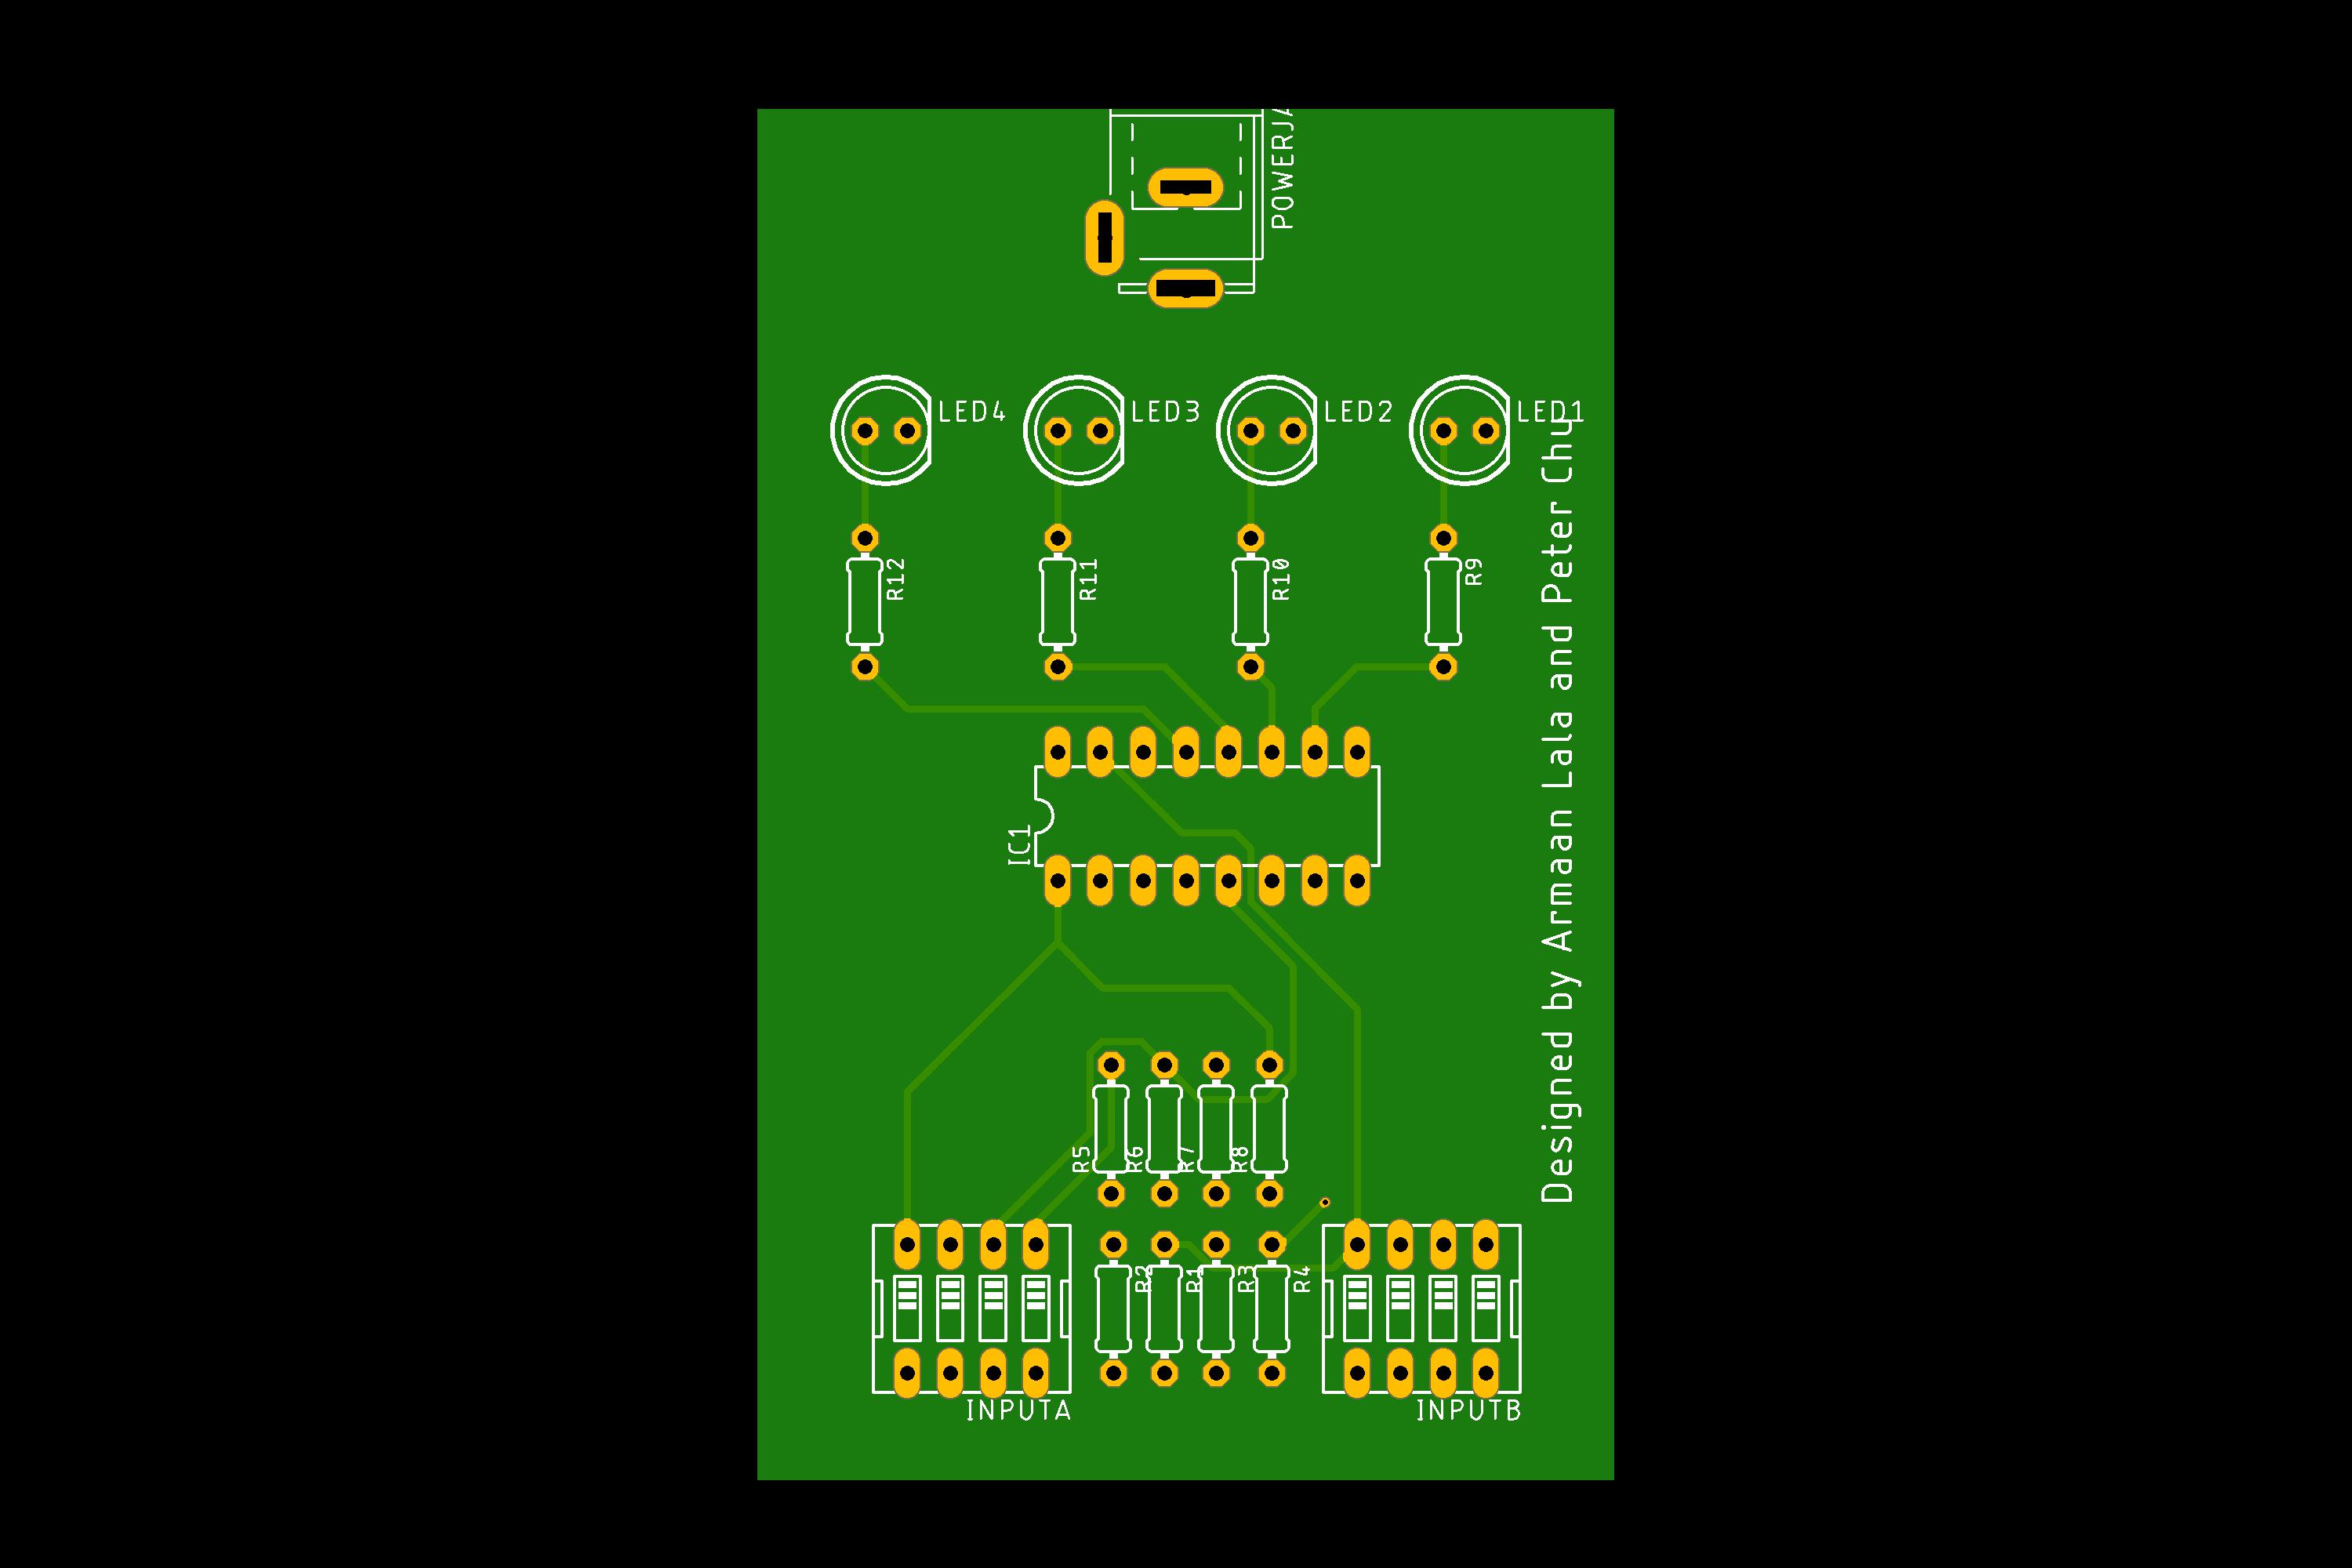 POWERJA
LED4
LED3
LED2
LED1
R12
R11
R10
R9
IC1
Designed by Armaan Lala and Peter Chu
R5
R6
R7
R8
R2
R1
R3
R4
INPUTA
INPUTB